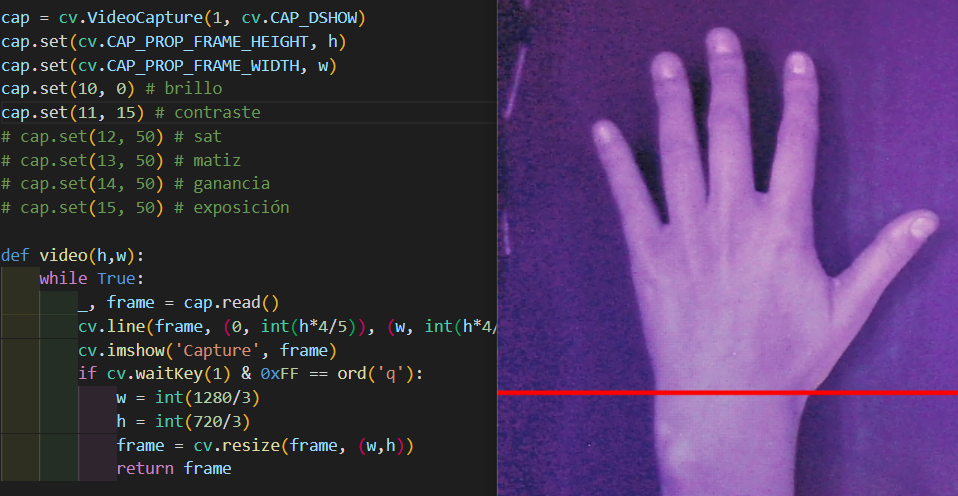 cap = cv.VideoCapture(1, cv.CAP_DSHOW)
cap.set(cv.CAP_PROP_FRAME_HEIGHT, h)
cap.set(cv.CAP_PROP_FRAME_WIDTH, w)
cap.set(10, 0) # brillo
cap.set(11, 15) # contraste
# cap.set(12, 50) # sat
# cap.set(13, 50) # matiz
# cap.set(14, 50) # ganancia
# cap.set(15, 50) # exposición
def video(h,w):
while True:
_, frame = cap.read()
cv.line(frame, (0, int(h*4/5)), (w, int(h*4/
cv.imshow('Capture', frame)
if cv.waitKey(1) & 0xFF == ord('q'):
w = int(1280/3)
h = int(720/3)
frame = cv.resize(frame, (w,h))
return frame